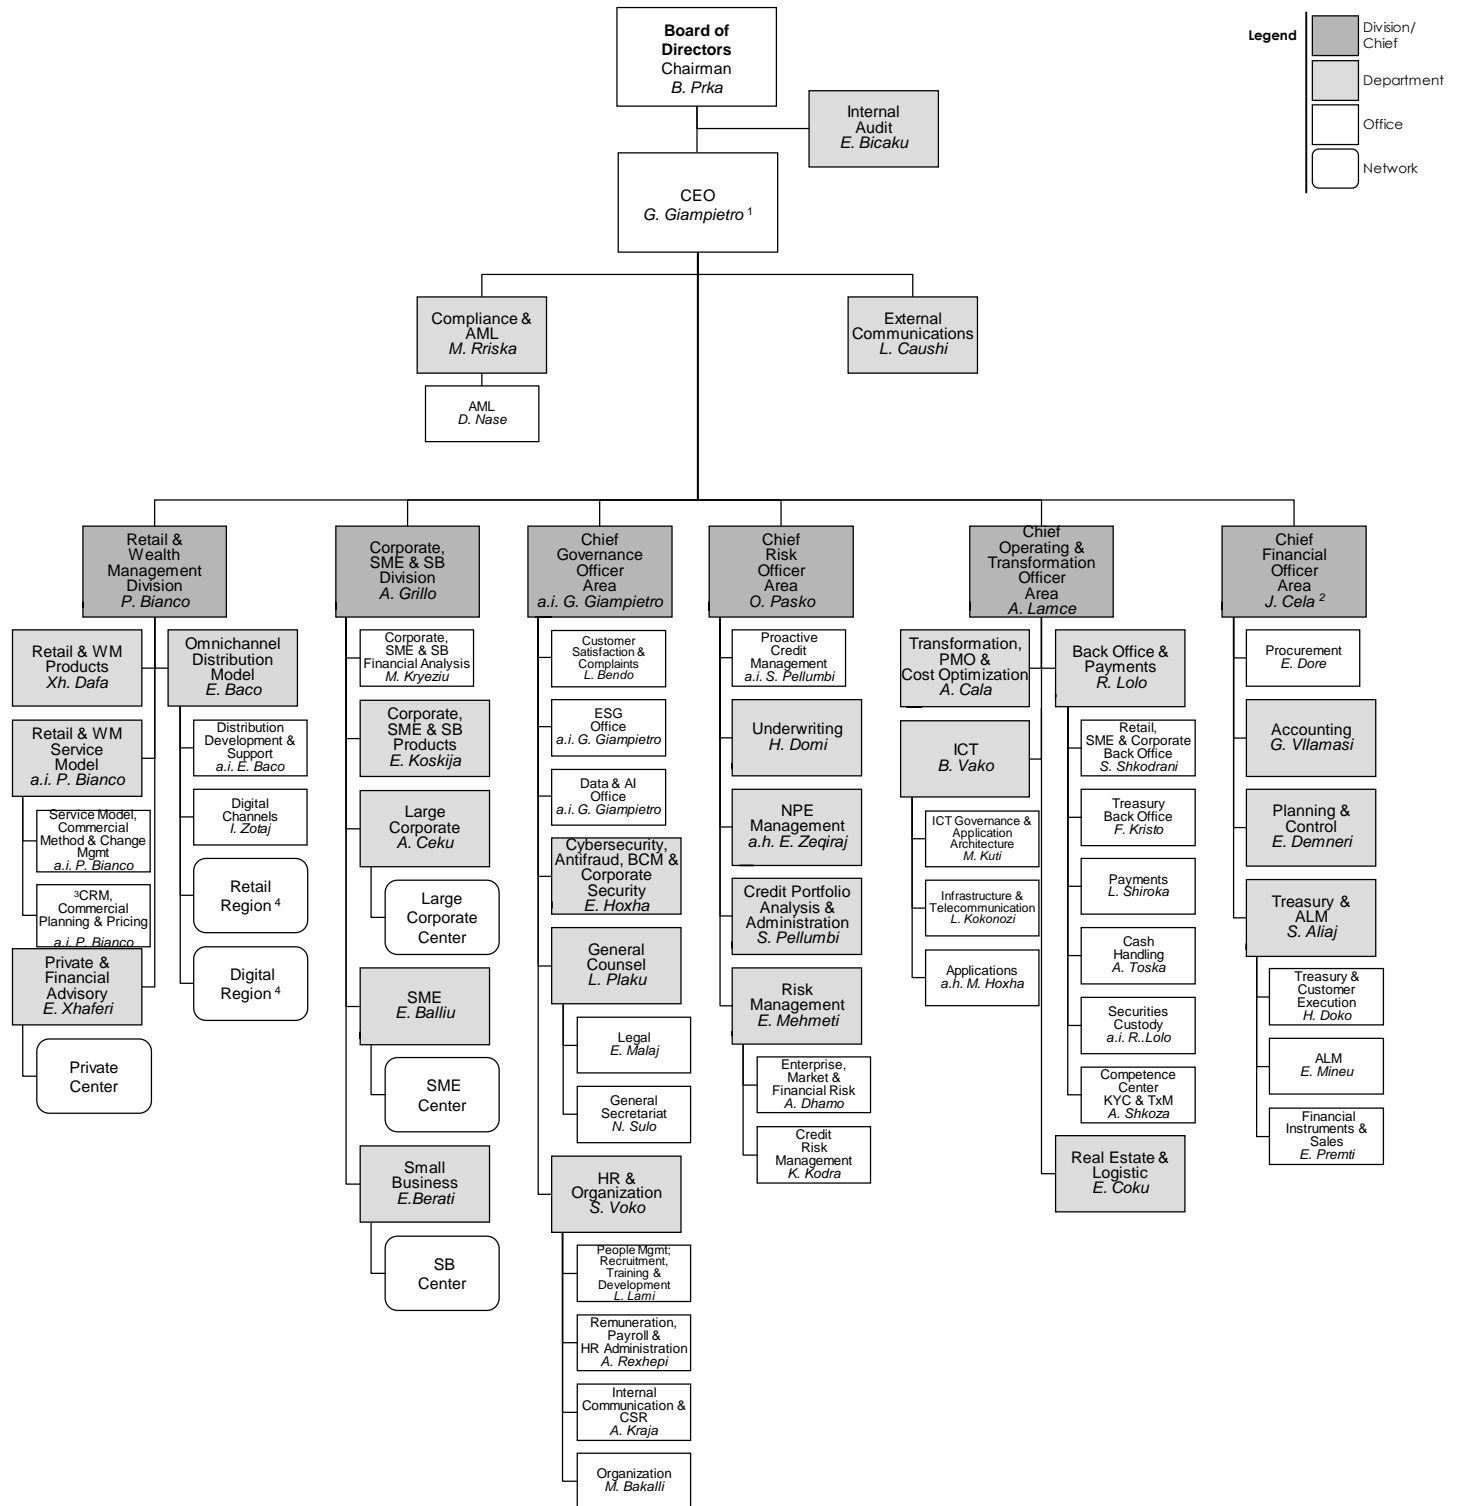 Board of
Directors
Chairman
B. Prka
Legend
Division/
Chief
Department
Office
Network
Internal
Audit
E. Bicaku
CEO
G. Giampietro 1
Compliance &
AML
M. Rriska
External
Communications
L. Caushi
AML
D. Nase
Retail &
Wealth
Management
Division
P. Bianco
Corporate,
SME & SB
Division
A. Grillo
Chief
Governance
Officer
Area
a.i. G. Giampietro
Chief
Risk
Officer
Area
O. Pasko
Chief
Operating &
Transformation
Officer
Area
A. Lamce
Chief
Financial
Officer
Area
J. Cela 2
Retail & WM
Products
Xh. Dafa
Retail & WM
Service
Model
a.i. P. Bianco
Service Model,
Commercial
Method & Change
Mgmt
a.i. P. Bianco
3CRM,
Commercial
Planning & Pricing
a.i. P. Bianco
Private &
Financial
Advisory
E. Xhaferi
Private
Center
Omnichannel
Distribution
Model
E. Baco
Distribution
Development &
Support
a.i. E. Baco
Digital
Channels
I. Zotaj
Retail
Region 4
Digital
Region 4
Corporate,
SME & SB
Financial Analysis
M. Kryeziu
Corporate,
SME & SB
Products
E. Koskija
Large
Corporate
A. Ceku
Large
Corporate
Center
SME
E. Balliu
SME
Center
Small
Business
E.Berati
SB
Center
Customer
Satisfaction &
Complaints
L. Bendo
ESG
Office
a.i. G. Giampietro
Data & AI
Office
a.i. G. Giampietro
Cybersecurity,
Antifraud, BCM &
Corporate
Security
E. Hoxha
General
Counsel
L. Plaku
Legal
E. Malaj
General
Secretariat
N. Sulo
HR &
Organization
S. Voko
People Mgmt;
Recruitment,
Training &
Development
L. Lami
Remuneration,
Payroll &
HR Administration
A. Rexhepi
Internal
Communication &
CSR
A. Kraja
Organization
M. Bakalli
Proactive
Credit
Management
a.i. S. Pellumbi
Underwriting
H. Domi
NPE
Management
a.h. E. Zeqiraj
Credit Portfolio
Analysis &
Administration
S. Pellumbi
Risk
Management
E. Mehmeti
Enterprise,
Market &
Financial Risk
A. Dhamo
Credit
Risk
Management
K. Kodra
Transformation,
PMO &
Cost Optimization
A. Cala
ICT
B. Vako
ICT Governance &
Application
Architecture
M. Kuti
Infrastructure &
Telecommunication
L. Kokonozi
Applications
a.h. M. Hoxha
Back Office &
Payments
R. Lolo
Retail,
SME & Corporate
Back Office
S. Shkodrani
Treasury
Back Office
F. Kristo
Payments
L. Shiroka
Cash
Handling
A. Toska
Securities
Custody
a.i. R..Lolo
Competence
Center
KYC & TxM
A. Shkoza
Real Estate &
Logistic
E. Coku
Procurement
E. Dore
Accounting
G. Vllamasi
Planning &
Control
E. Demneri
Treasury &
ALM
S. Aliaj
Treasury &
Customer
Execution
H. Doko
ALM
E. Mineu
Financial
Instruments &
Sales
E. Premti